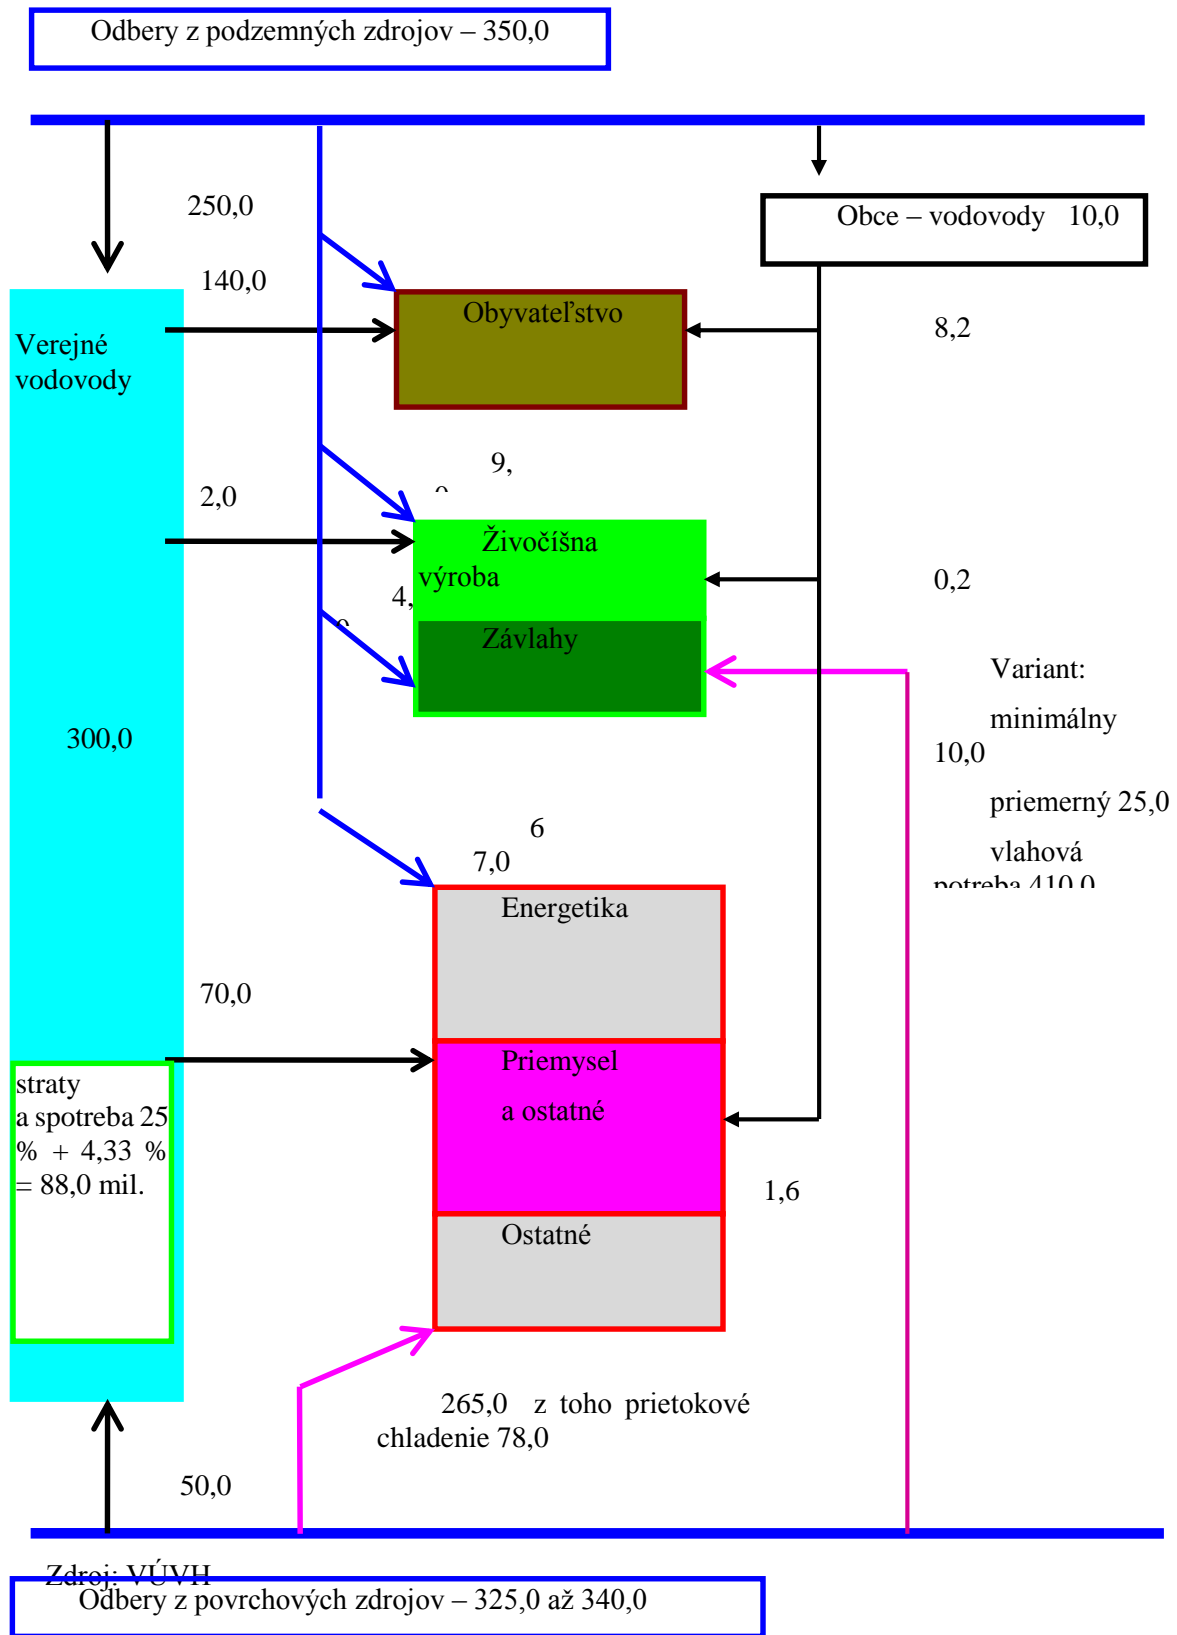 Odbery z podzemných zdrojov – 350,0
250,0
Obce – vodovody 10,0
140,0
Obyvateľstvo
8,2
Verejné
vodovody
9,
2,0
Živočíšna
výroba
0,2
4,
Závlahy
Variant:
minimálny
10,0
300,0
priemerný 25,0
6
7,0
vlahová
potreba 410,0
Energetika
70,0
Priemysel
a ostatné
straty
a spotreba 25
% + 4,33 %
= 88,0 mil.
1,6
Ostatné
265,0 z toho prietokové
chladenie 78,0
50,0
Zdroj: VÚVH
Odbery z povrchových zdrojov – 325,0 až 340,0